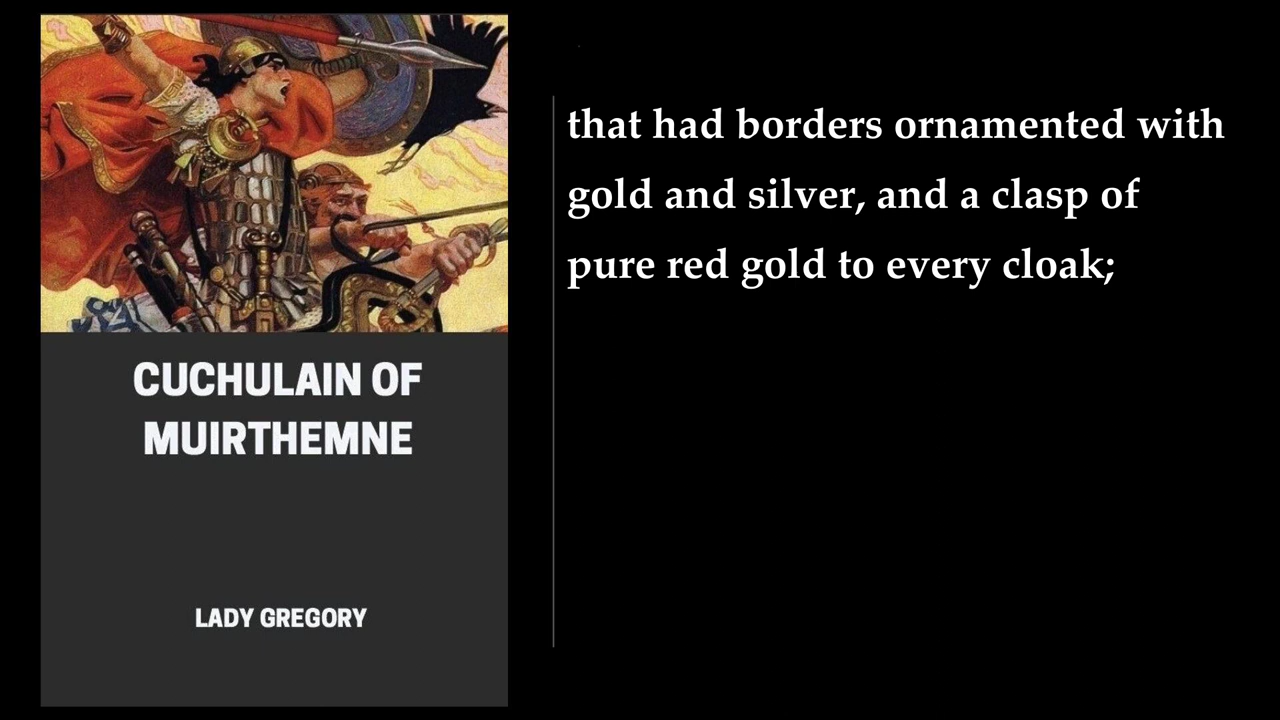 CUCHULAIN OF
MUIRTHEMNE
LADY GREGORY
that had borders ornamented with
gold and silver, and a clasp of
pure red gold to every cloak;